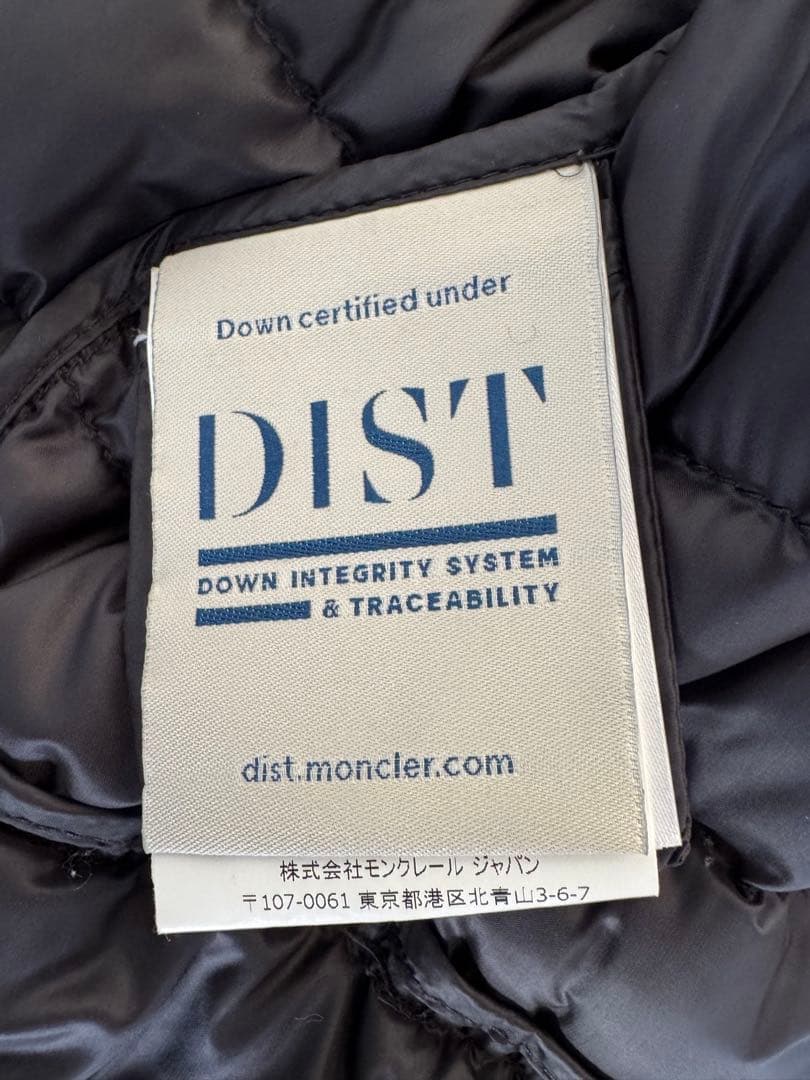 Down certified under
DIST
DOWN INTEGRITY SYSTEM
& TRACEABILITY
dist.moncler.com
株式会社モンクレール ジャパン
〒107-0061 東京都港区北青山3-6-7